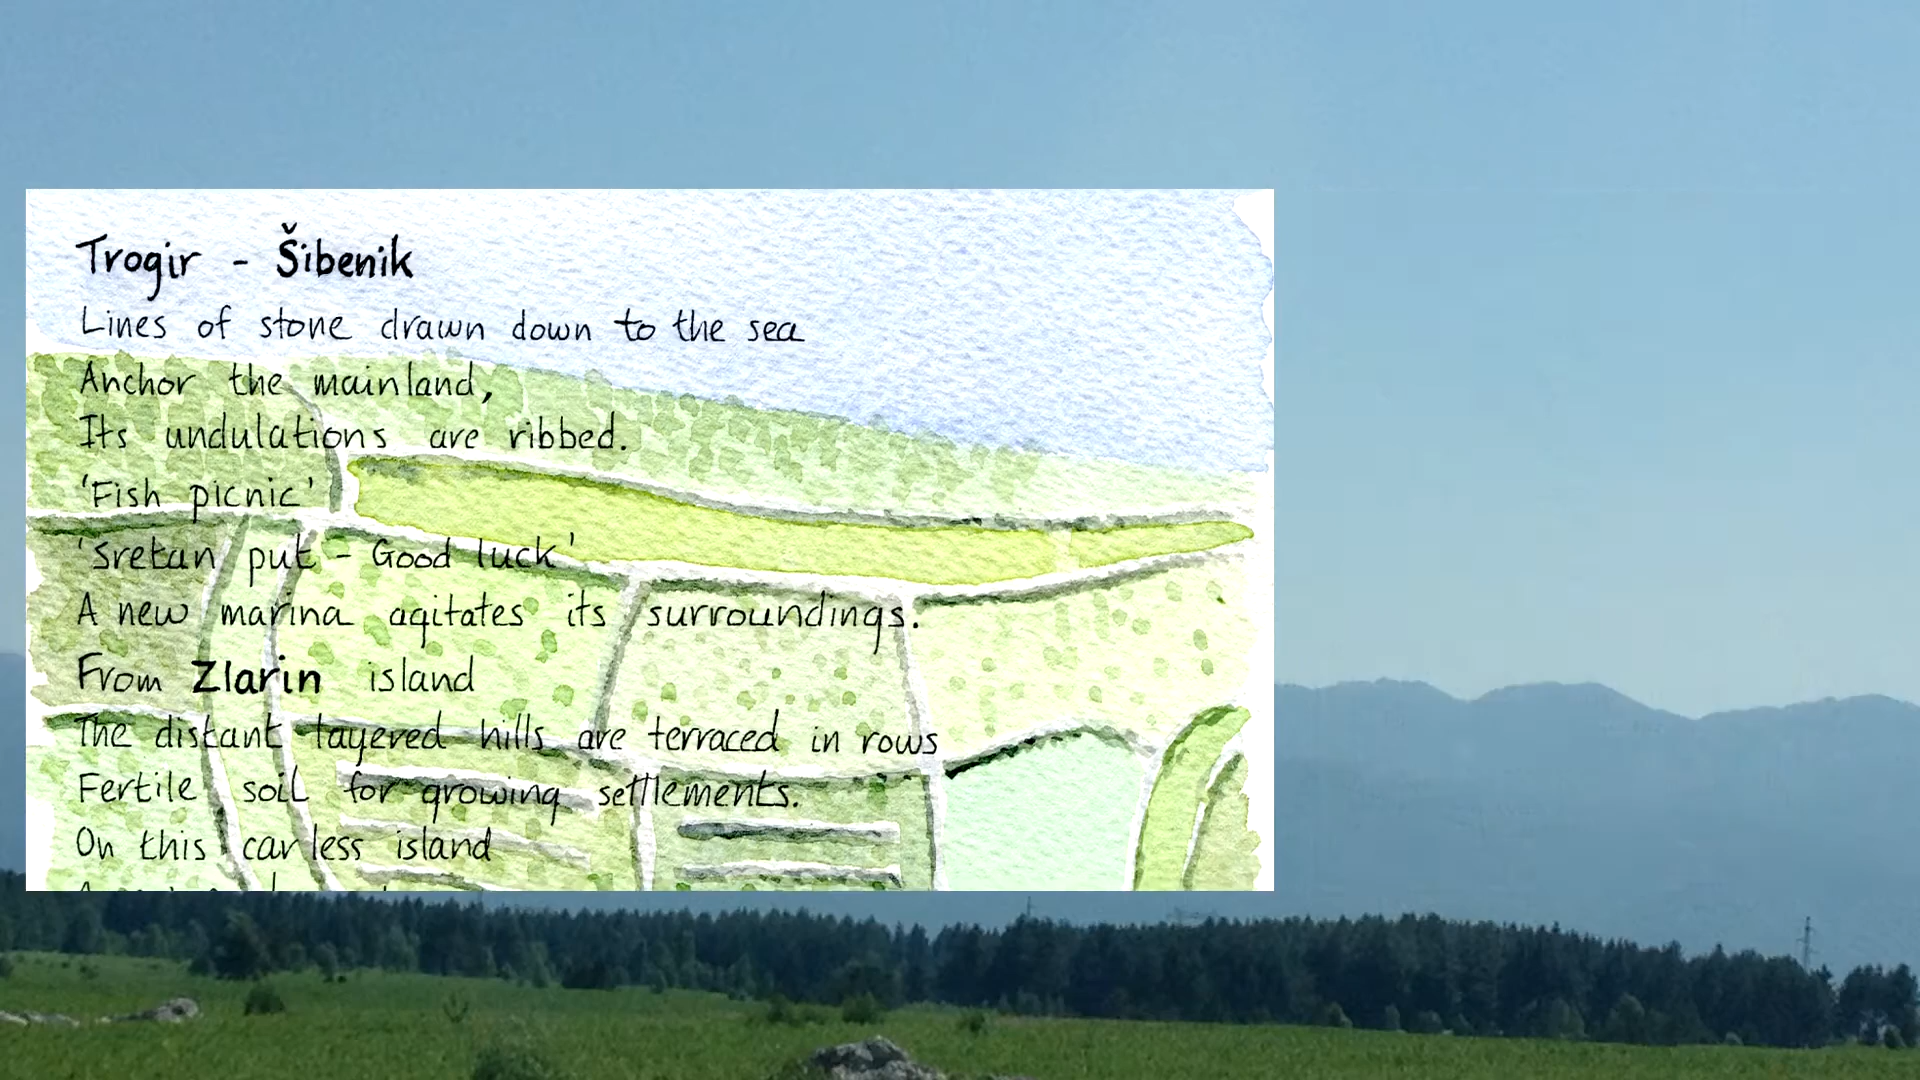 Trogir - Šibenik
Lines of stone drawn down to the sea
Anchor the mainland,
Its undulations are ribbed.
'Fish picnic'
'Sretan put - Good luck'
A new marina agitates its surroundings.
From Zlarin island
The distant layered hills are terraced in rows
Fertile soil for growing settlements.
On this car less island